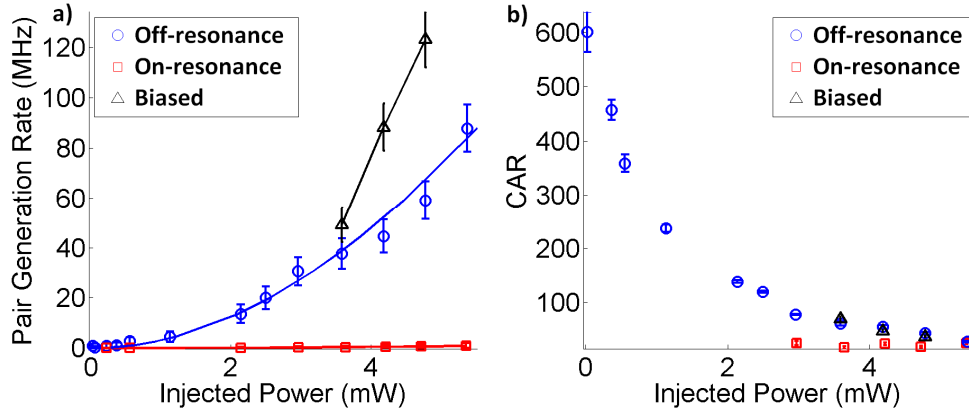 a)
Pair Generation Rate (MHz)
120
100
80
60
40
20
0
0
2
4
Injected Power (mW)
Off-resonance
On-resonance
Biased
b)
CAR
600
500
400
300
200
100
0
2
4
Injected Power (mW)
Off-resonance
On-resonance
Biased